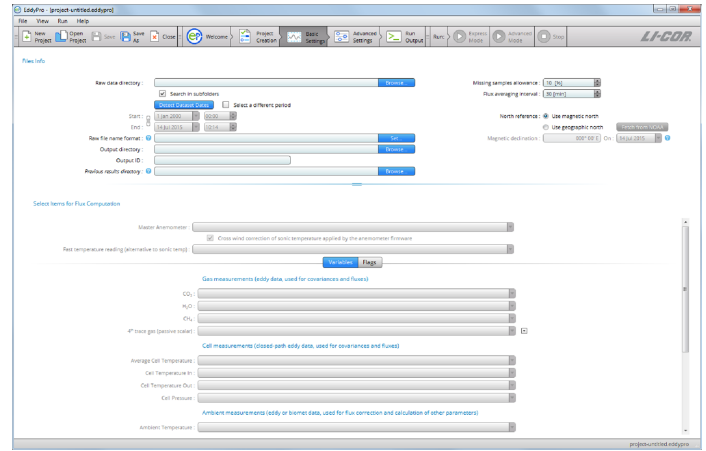 EddyPro - [project-untitled.eddypro]
File View Run Help
New Project Open Project Save Save As Close Welcome Project Creation Basic Settings Advanced Settings Run Output Run: Express Mode Advanced Mode Stop LI-COR
Files Info
Raw data directory : Browse... Missing samples allowance : 10 [%]
Search in subfolders Flux averaging interval : 30 [min]
Detect Dataset Dates Select a different period
Start : 1 Jan 2000 00:00 North reference : Use magnetic north
End : 14 Jul 2015 10:14 Use geographic north Fetch from NOAA
Raw file name format : Set... Magnetic declination : 000° 00' E On : 14 Jul 2015
Output directory : Browse...
Output ID :
Previous results directory : Browse...
Select Items for Flux Computation
Master Anemometer :
Cross wind correction of sonic temperature applied by the anemometer firmware
Fast temperature reading (alternative to sonic temp) :
Variables Flags
Gas measurements (eddy data, used for covariances and fluxes)
CO₂ :
H₂O :
CH₄ :
4ᵗʰ trace gas (passive scalar) :
Cell measurements (closed-path eddy data, used for covariances and fluxes)
Average Cell Temperature :
Cell Temperature In :
Cell Temperature Out :
Cell Pressure :
Ambient measurements (eddy or biomet data, used for flux correction and calculation of other parameters)
Ambient Temperature :
project-untitled.eddypro